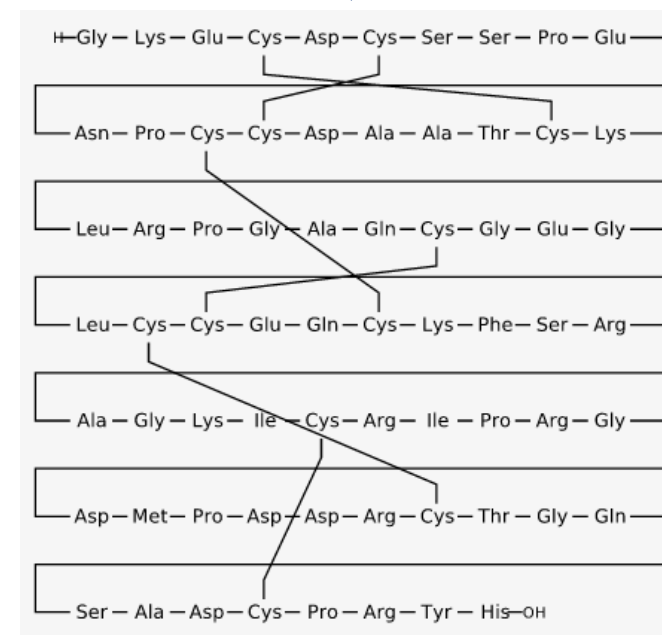 H—Gly—Lys—Glu—Cys—Asp—Cys—Ser—Ser—Pro—Glu—
Asn—Pro—Cys—Cys—Asp—Ala—Ala—Thr—Cys—Lys—
Leu—Arg—Pro—Gly—Ala—Gln—Cys—Gly—Glu—Gly—
Leu—Cys—Cys—Glu—Gln—Cys—Lys—Phe—Ser—Arg—
Ala—Gly—Lys—Ile—Cys—Arg—Ile—Pro—Arg—Gly—
Asp—Met—Pro—Asp—Asp—Arg—Cys—Thr—Gly—Gln—
Ser—Ala—Asp—Cys—Pro—Arg—Tyr—His—OH